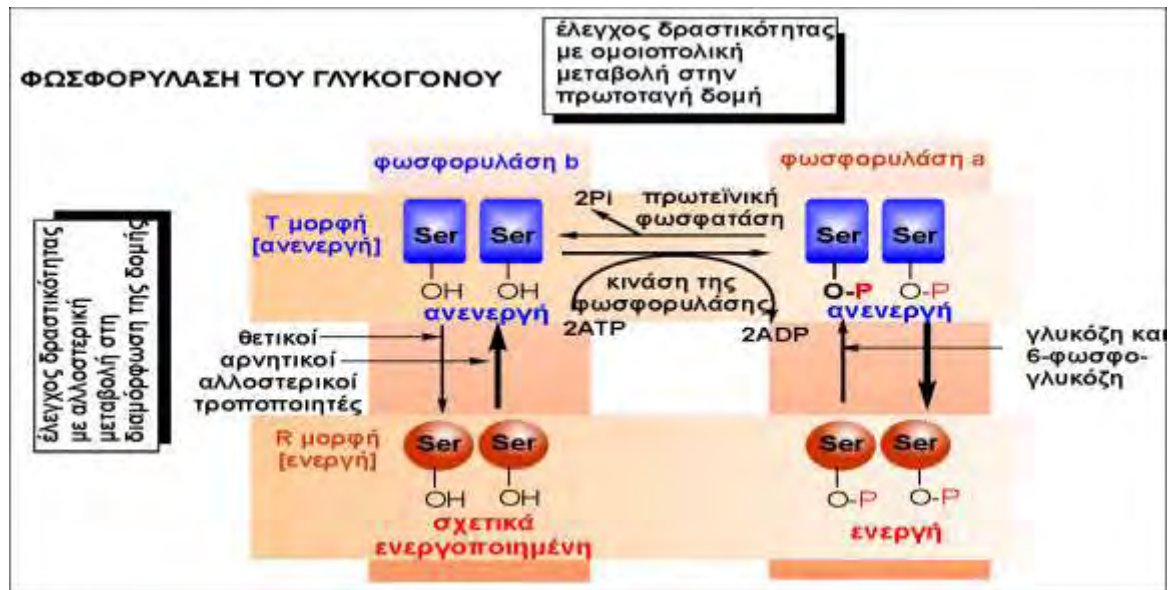 έλεγχος δραστικότητας
με ομοιοπολική
μεταβολή στην
πρωτοταγή δομή
ΦΩΣΦΟΡΥΛΑΣΗ ΤΟΥ ΓΛΥΚΟΓΟΝΟΥ
φωσφορυλάση b
φωσφορυλάση a
έλεγχος δραστικότητας
με αλλοστερική
μεταβολή στη
διαμόρφωση της δομής
Τ μορφή
[ανενεργή]
Ser Ser
OH OH
ανενεργή
2Pi
πρωτεϊνική
φωσφατάση
κινάση της
φωσφορυλάσης
2ATP
2ADP
Ser Ser
O-P O-P
ανενεργή
θετικοί
αρνητικοί
αλλοστερικοί
τροπποποιητές
γλυκόζη και
6-φωσφο-
γλυκόζη
R μορφή
[ενεργή]
Ser Ser
OH OH
σχετικά
ενεργοποιημένη
Ser Ser
O-P O-P
ενεργή